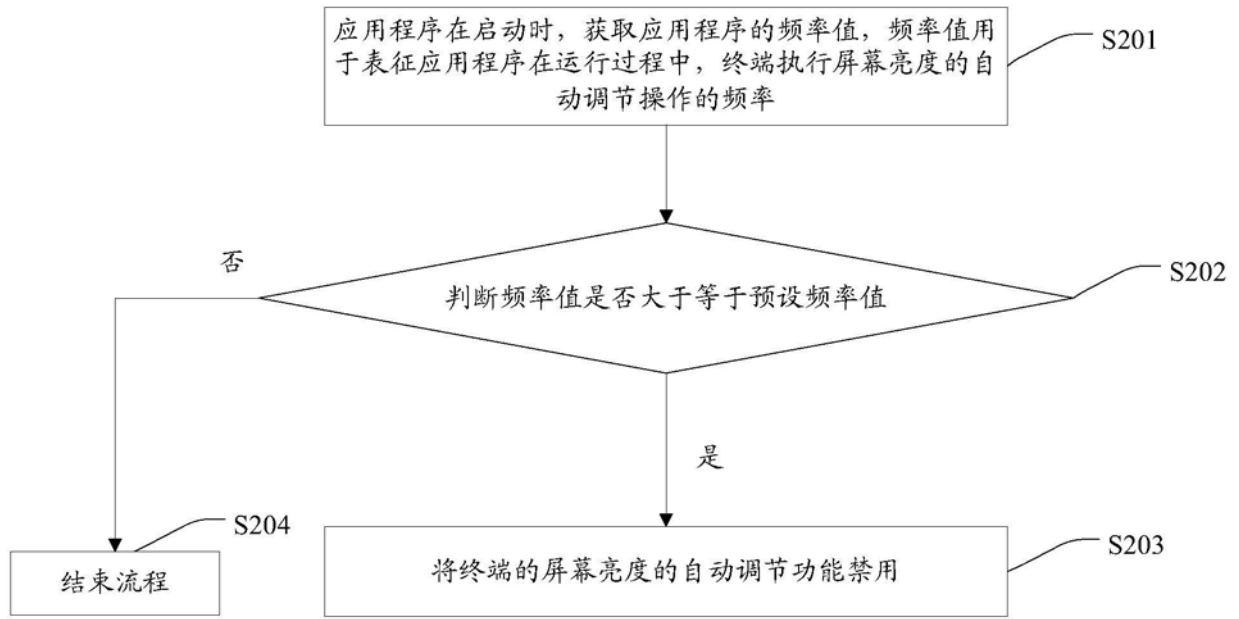 应用程序在启动时，获取应用程序的频率值，频率值用
于表征应用程序在运行过程中，终端执行屏幕亮度的自
动调节操作的频率
S201
否
判断频率值是否大于等于预设频率值
S202
是
S204
结束流程
将终端的屏幕亮度的自动调节功能禁用
S203